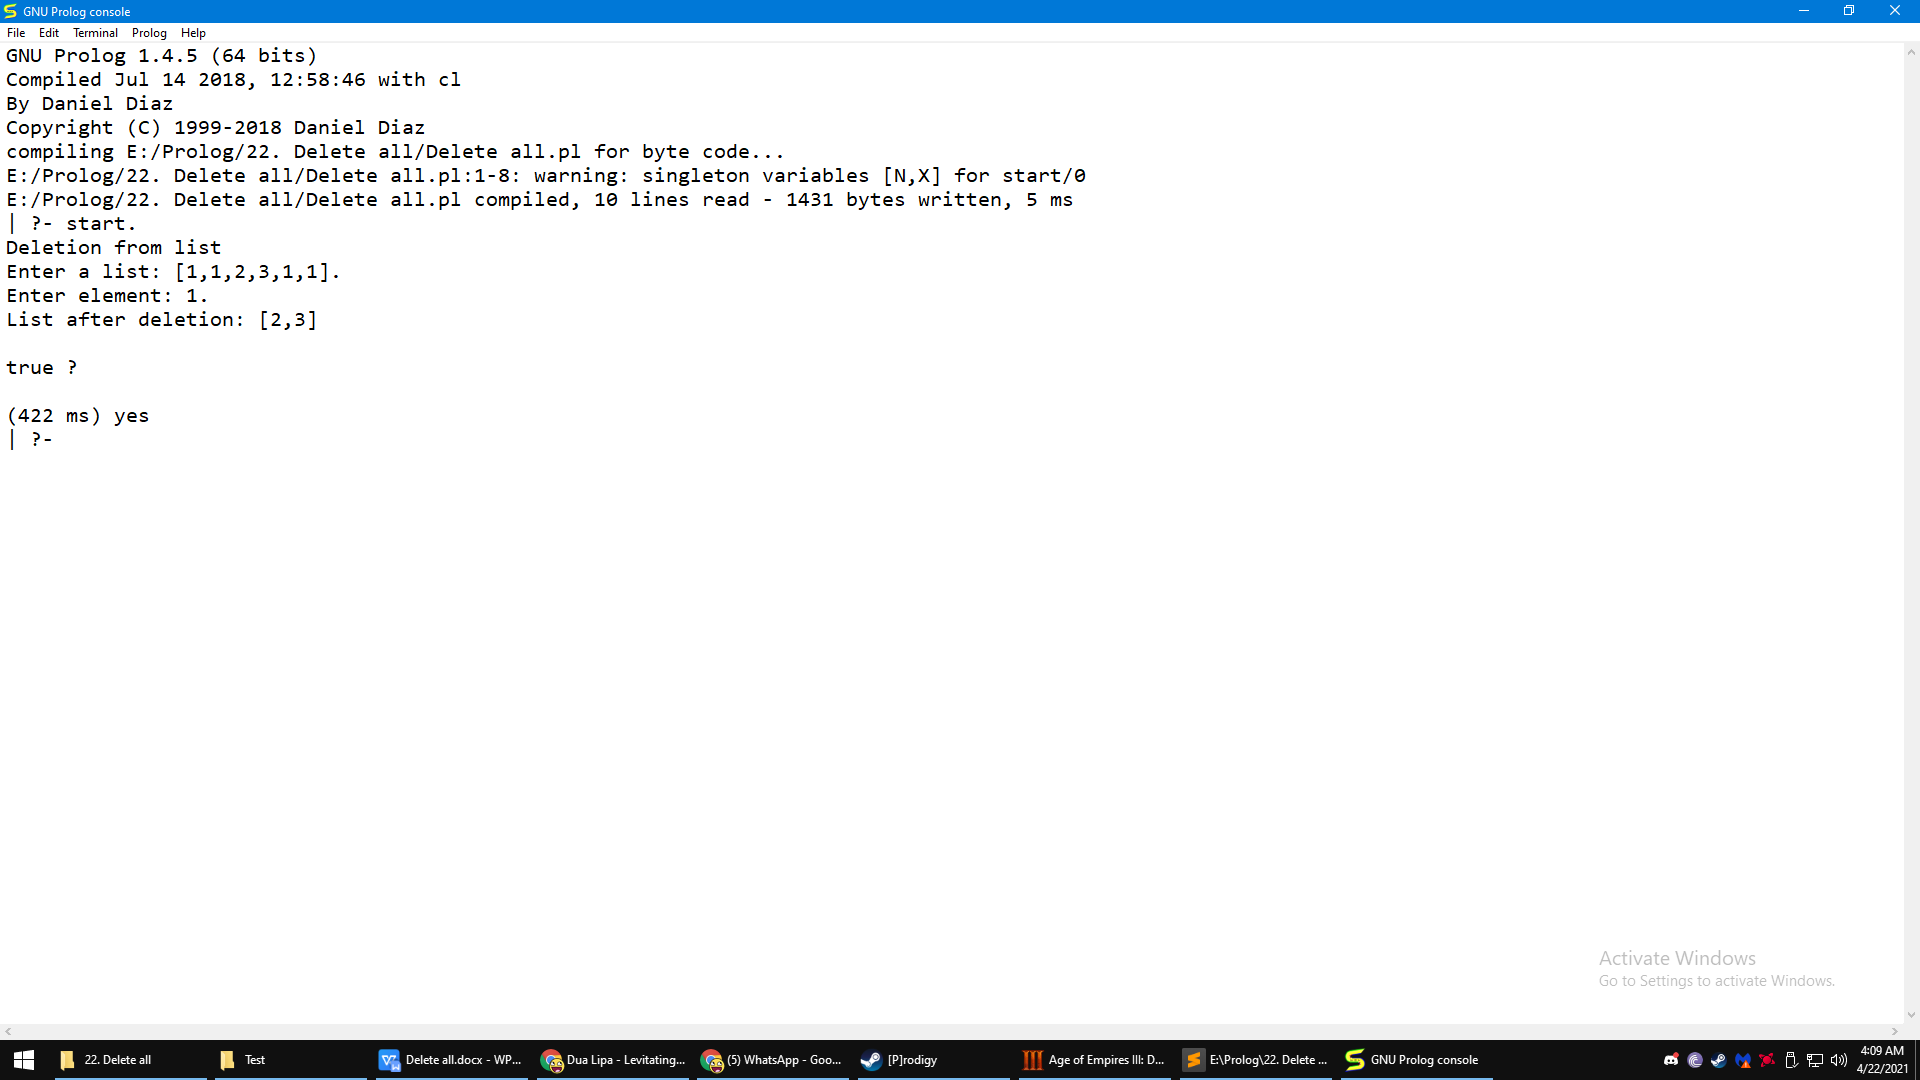 GNU Prolog console
File Edit Terminal Prolog Help
GNU Prolog 1.4.5 (64 bits)
Compiled Jul 14 2018, 12:58:46 with cl
By Daniel Diaz
Copyright (C) 1999-2018 Daniel Diaz
compiling E:/Prolog/22. Delete all/Delete all.pl for byte code...
E:/Prolog/22. Delete all/Delete all.pl:1-8: warning: singleton variables [N,X] for start/0
E:/Prolog/22. Delete all/Delete all.pl compiled, 10 lines read - 1431 bytes written, 5 ms
| ?- start.
Deletion from list
Enter a list: [1,1,2,3,1,1].
Enter element: 1.
List after deletion: [2,3]
true ?
(422 ms) yes
| ?-
Activate Windows
Go to Settings to activate Windows.
22. Delete all Test Delete all.docx - WP... Dua Lipa - Levitating... (5) WhatsApp - Goo... [P]rodigy Age of Empires III: D... E:\Prolog\22. Delete ... GNU Prolog console 4:09 AM
4/22/2021